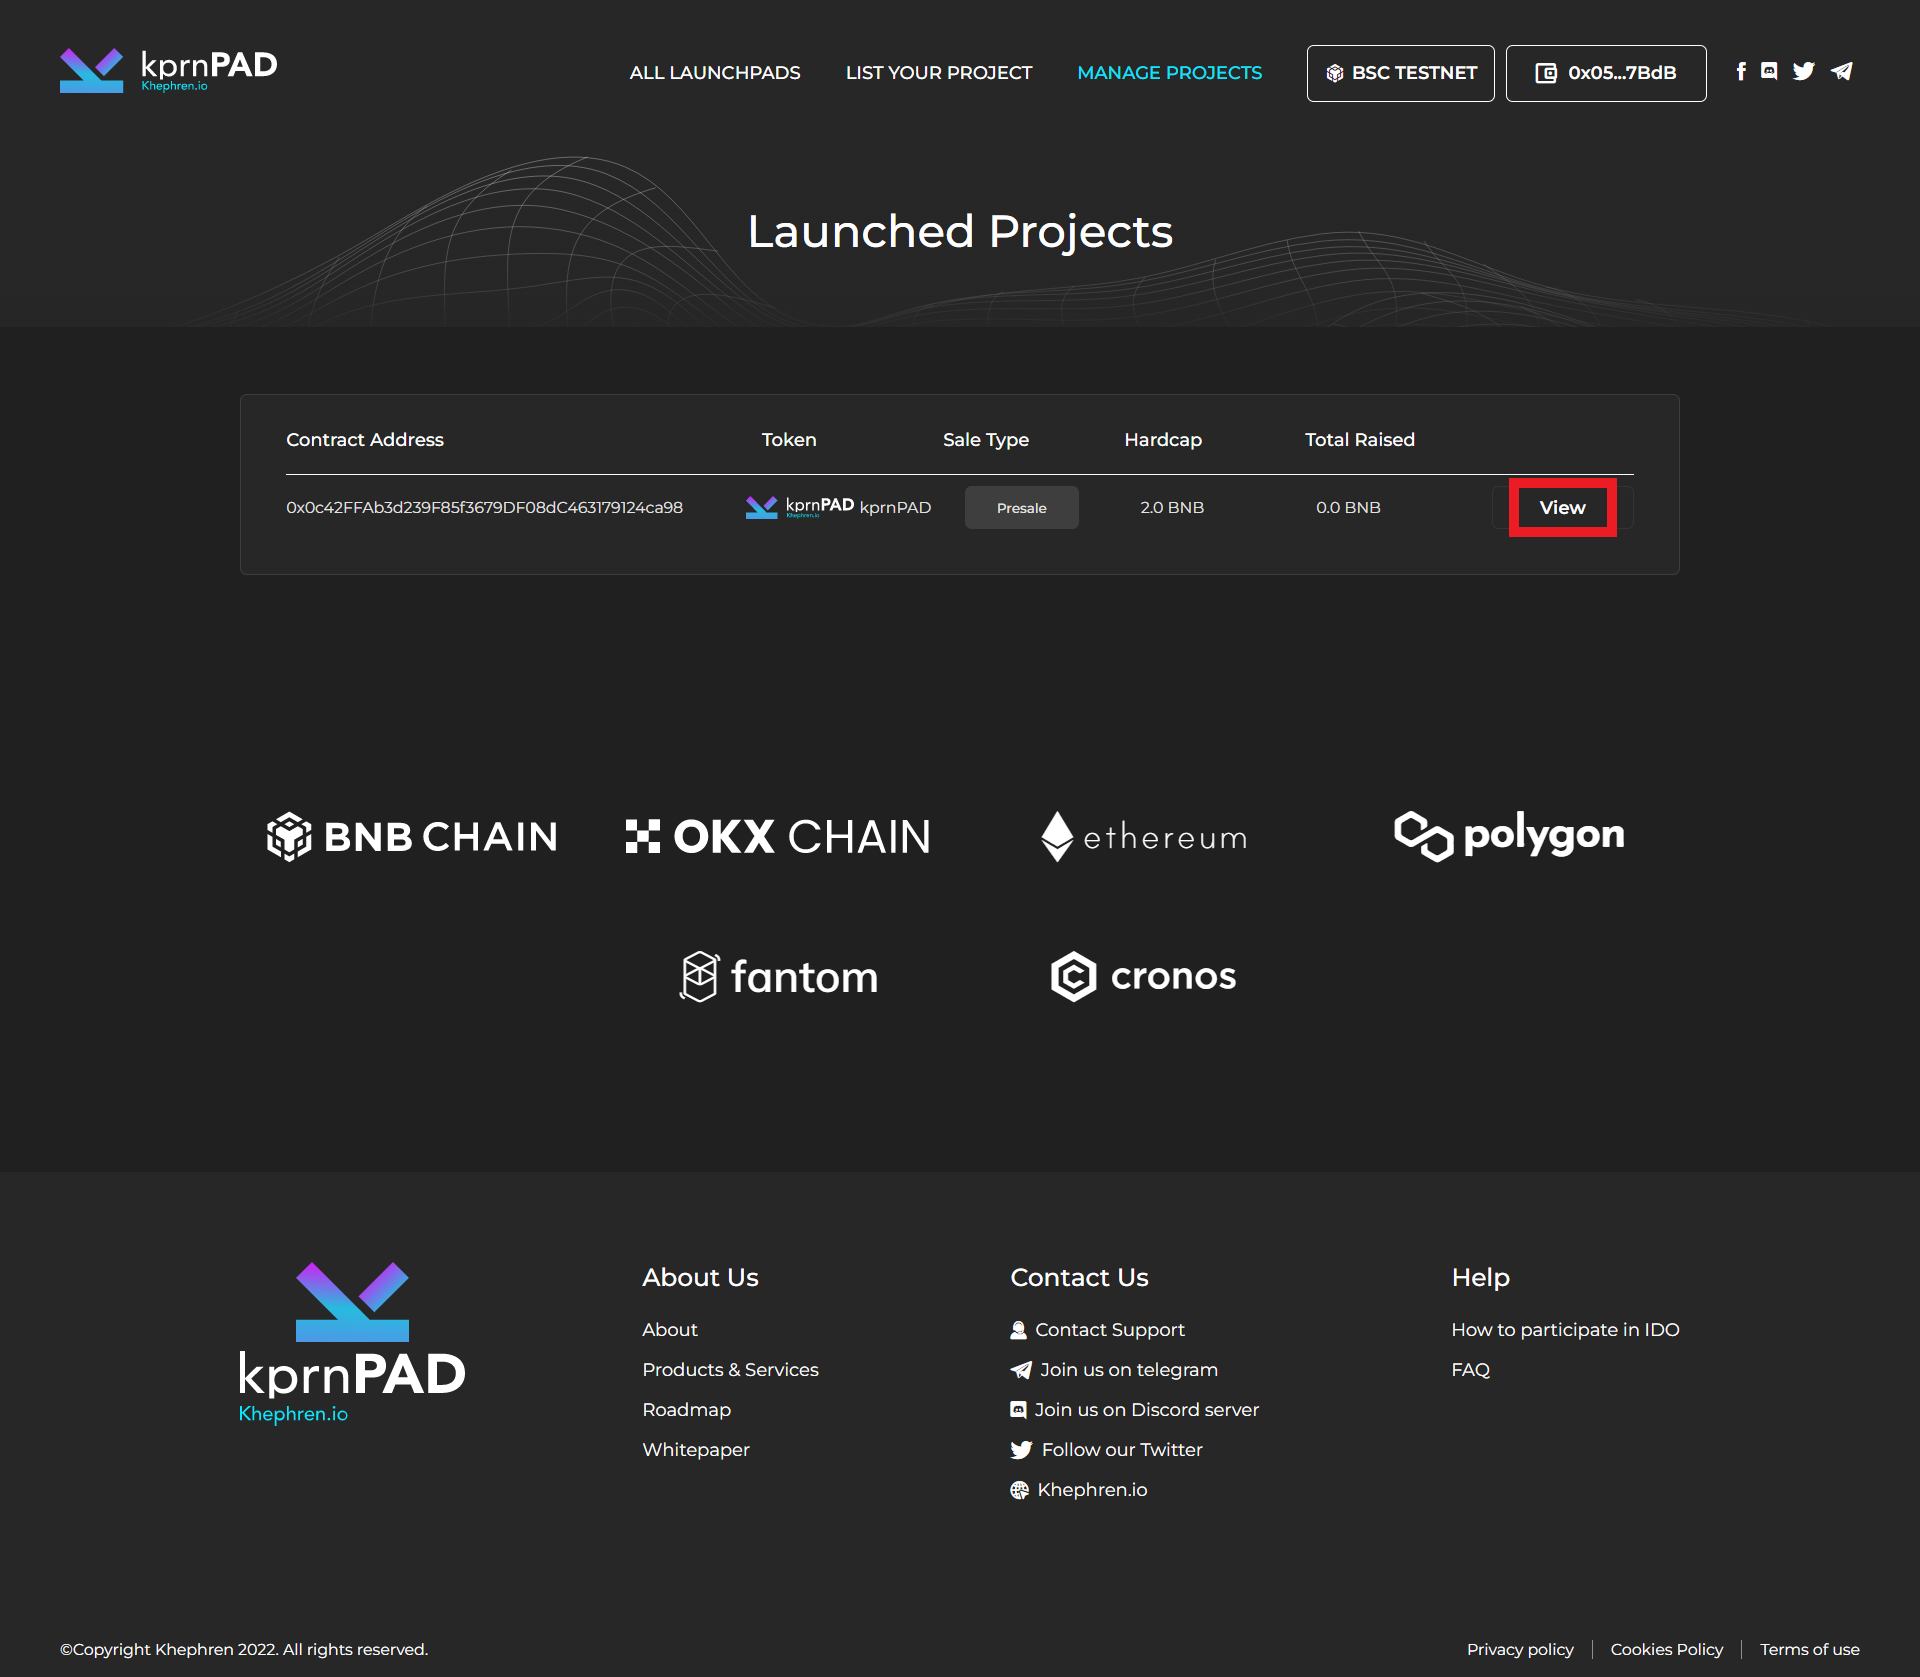 kprnPAD
Khephren.io
ALL LAUNCHPADS LIST YOUR PROJECT MANAGE PROJECTS BSC TESTNET 0x05...7BdB
Launched Projects
Contract Address Token Sale Type Hardcap Total Raised
0x0c42FFAb3d239F85f3679DF08dC463179124ca98 kprnPAD Khephren.io kprnPAD Presale 2.0 BNB 0.0 BNB View
BNB CHAIN OKX CHAIN ethereum polygon
fantom cronos
kprnPAD
Khephren.io
About Us
About
Products & Services
Roadmap
Whitepaper
Contact Us
Contact Support
Join us on telegram
Join us on Discord server
Follow our Twitter
Khephren.io
Help
How to participate in IDO
FAQ
©Copyright Khephren 2022. All rights reserved.
Privacy policy Cookies Policy Terms of use